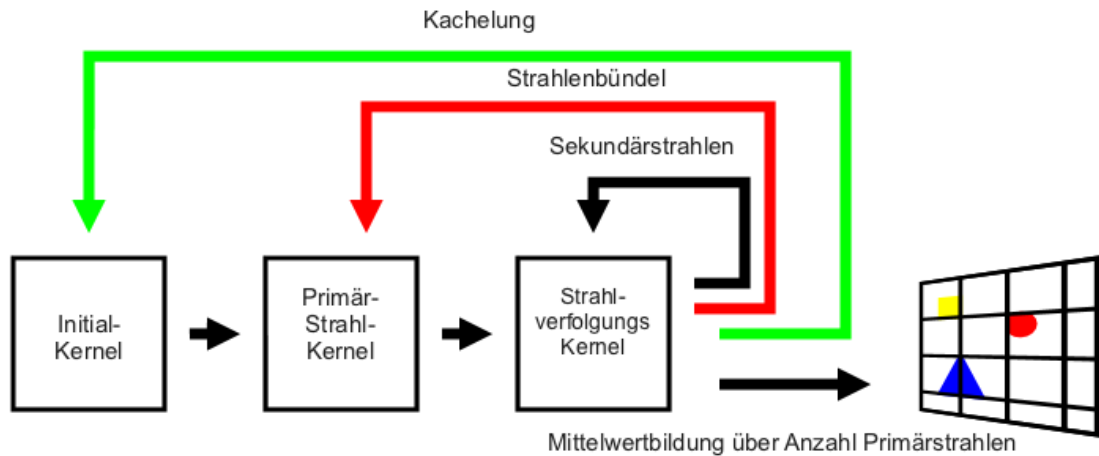 Kachelung
Strahlenbündel
Sekundärstrahlen
Initial-
Kernel
Primär-
Strahl-
Kernel
Strahl-
verfolgungs
Kernel
Mittelwertbildung über Anzahl Primärstrahlen